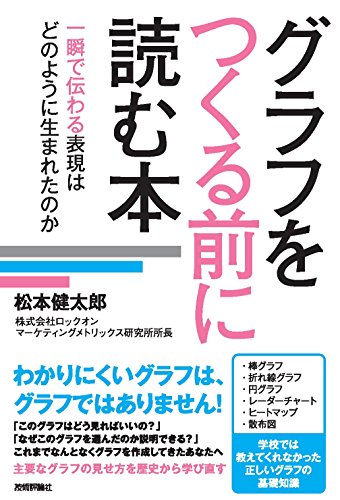 グラフを
つくる前に
読む本
一瞬で伝わる表現は
どのように生まれたのか
松本健太郎
株式会社ロックオン
マーケティングメトリックス研究所所長
わかりにくいグラフは、
グラフではありません!
「このグラフはどう見ればいいの?」
「なぜこのグラフを選んだのか説明できる?」
これまでなんとなくグラフを作成してきたあなたへ
主要なグラフの見せ方を歴史から学び直す
・棒グラフ
・折れ線グラフ
・円グラフ
・レーダーチャート
・ヒートマップ
・散布図
学校では
教えてくれなかった
正しいグラフの
基礎知識
技術評論社